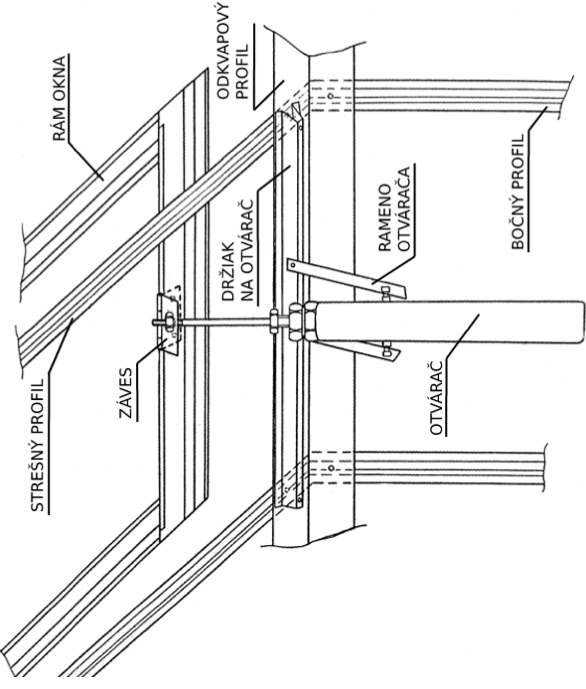 RÁM OKNA
ODKVAPOVÝ
PROFIL
STREŠNÝ PROFIL
ZÁVES
DRŽIAK
NA OTVÁRAČ
RAMENO
OTVÁRAČA
BOČNÝ PROFIL
OTVÁRAČ